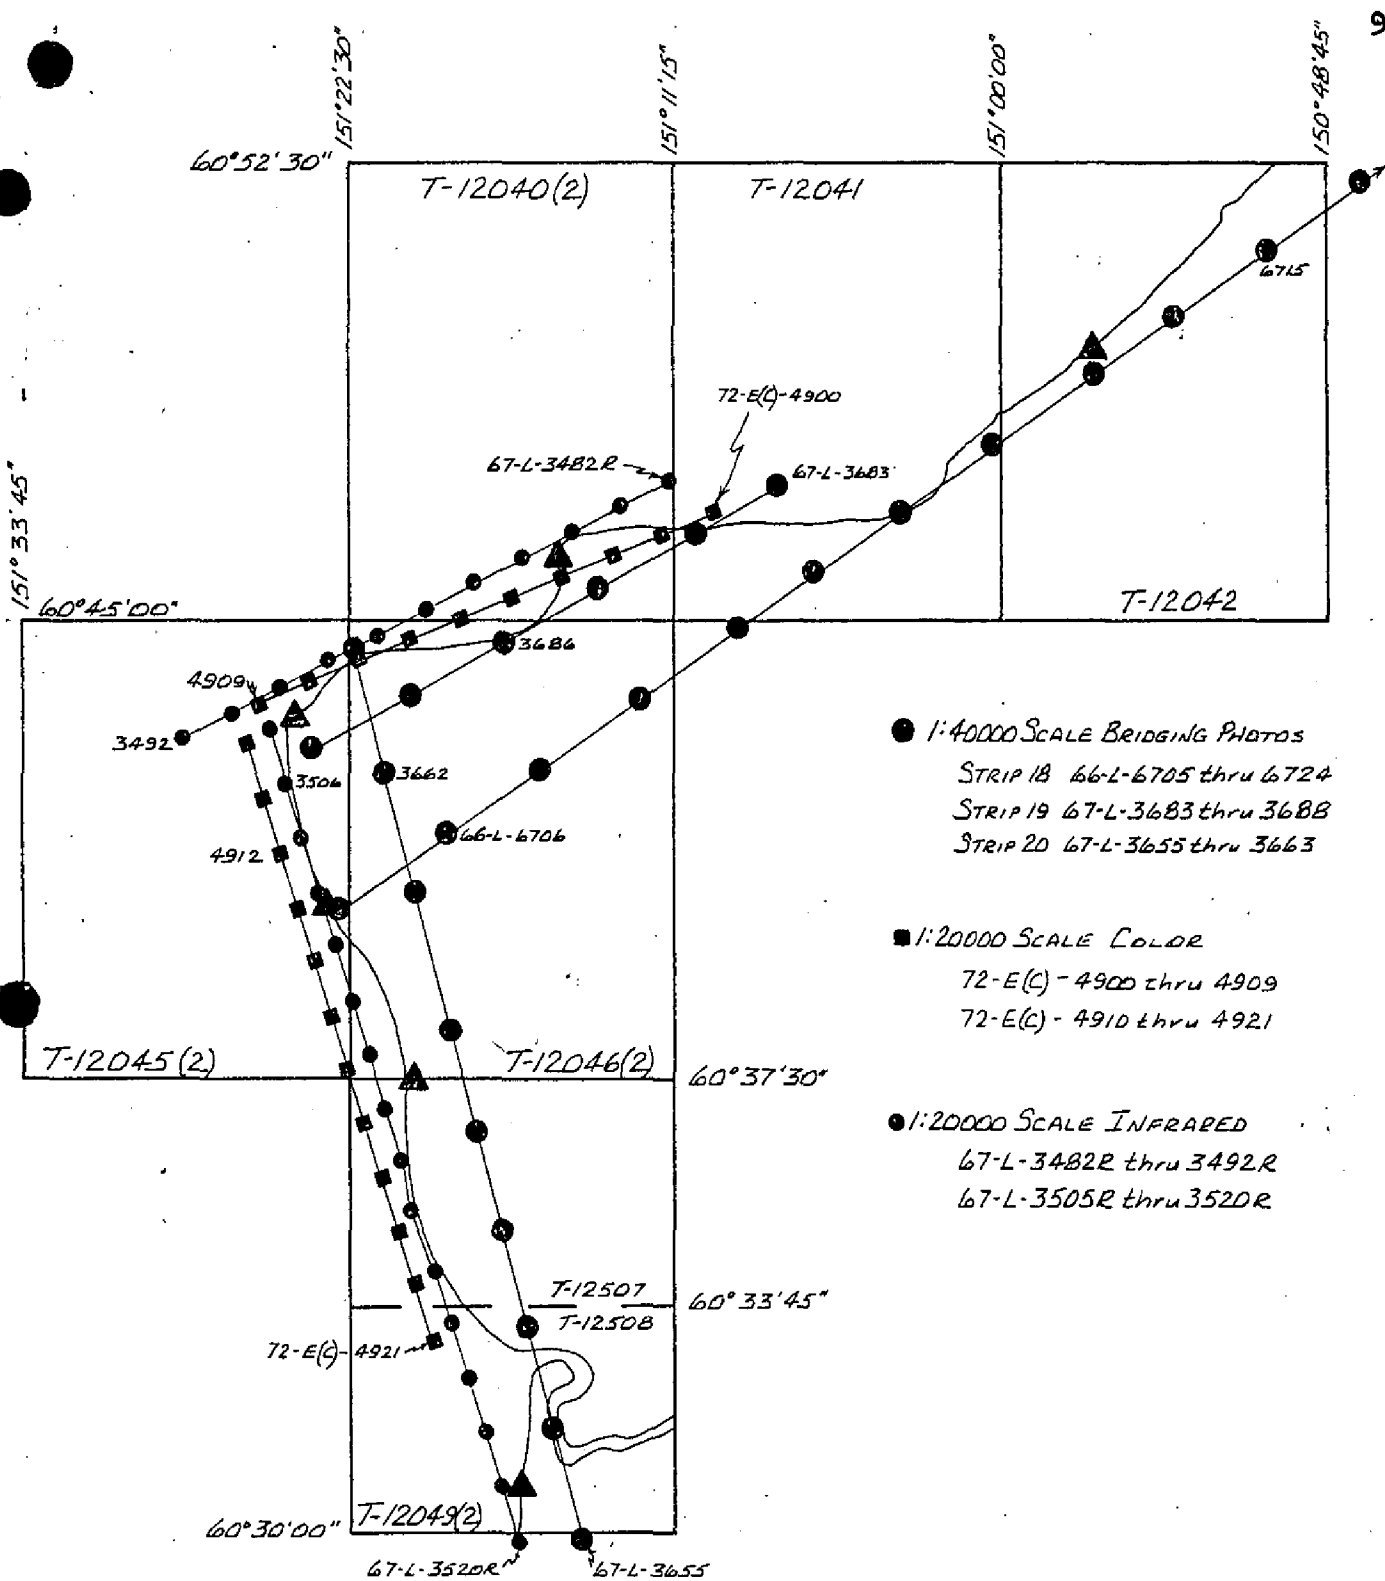 9
151°22'30"
151°11'15"
151°00'00"
150°48'45"
60°52'30"
T-12040(2)
T-12041
6715
72-E(C)-4900
67-L-3482R
67-L-3683
151°33'45"
60°45'00"
T-12042
3686
4909
3492
3506
3662
66-L-6706
4912
1:40000 SCALE BRIDGING PHOTOS
STRIP 18 66-L-6705 thru 6724
STRIP 19 67-L-3683 thru 3688
STRIP 20 67-L-3655 thru 3663
1:20000 SCALE COLOR
72-E(C)-4900 thru 4909
72-E(C)-4910 thru 4921
T-12045(2)
T-12046(2)
60°37'30"
1:20000 SCALE INFRARED
67-L-3482R thru 3492R
67-L-3505R thru 3520R
T-12507
60°33'45"
T-12508
72-E(C)-4921
T-12049(2)
60°30'00"
67-L-3520R
67-L-3655